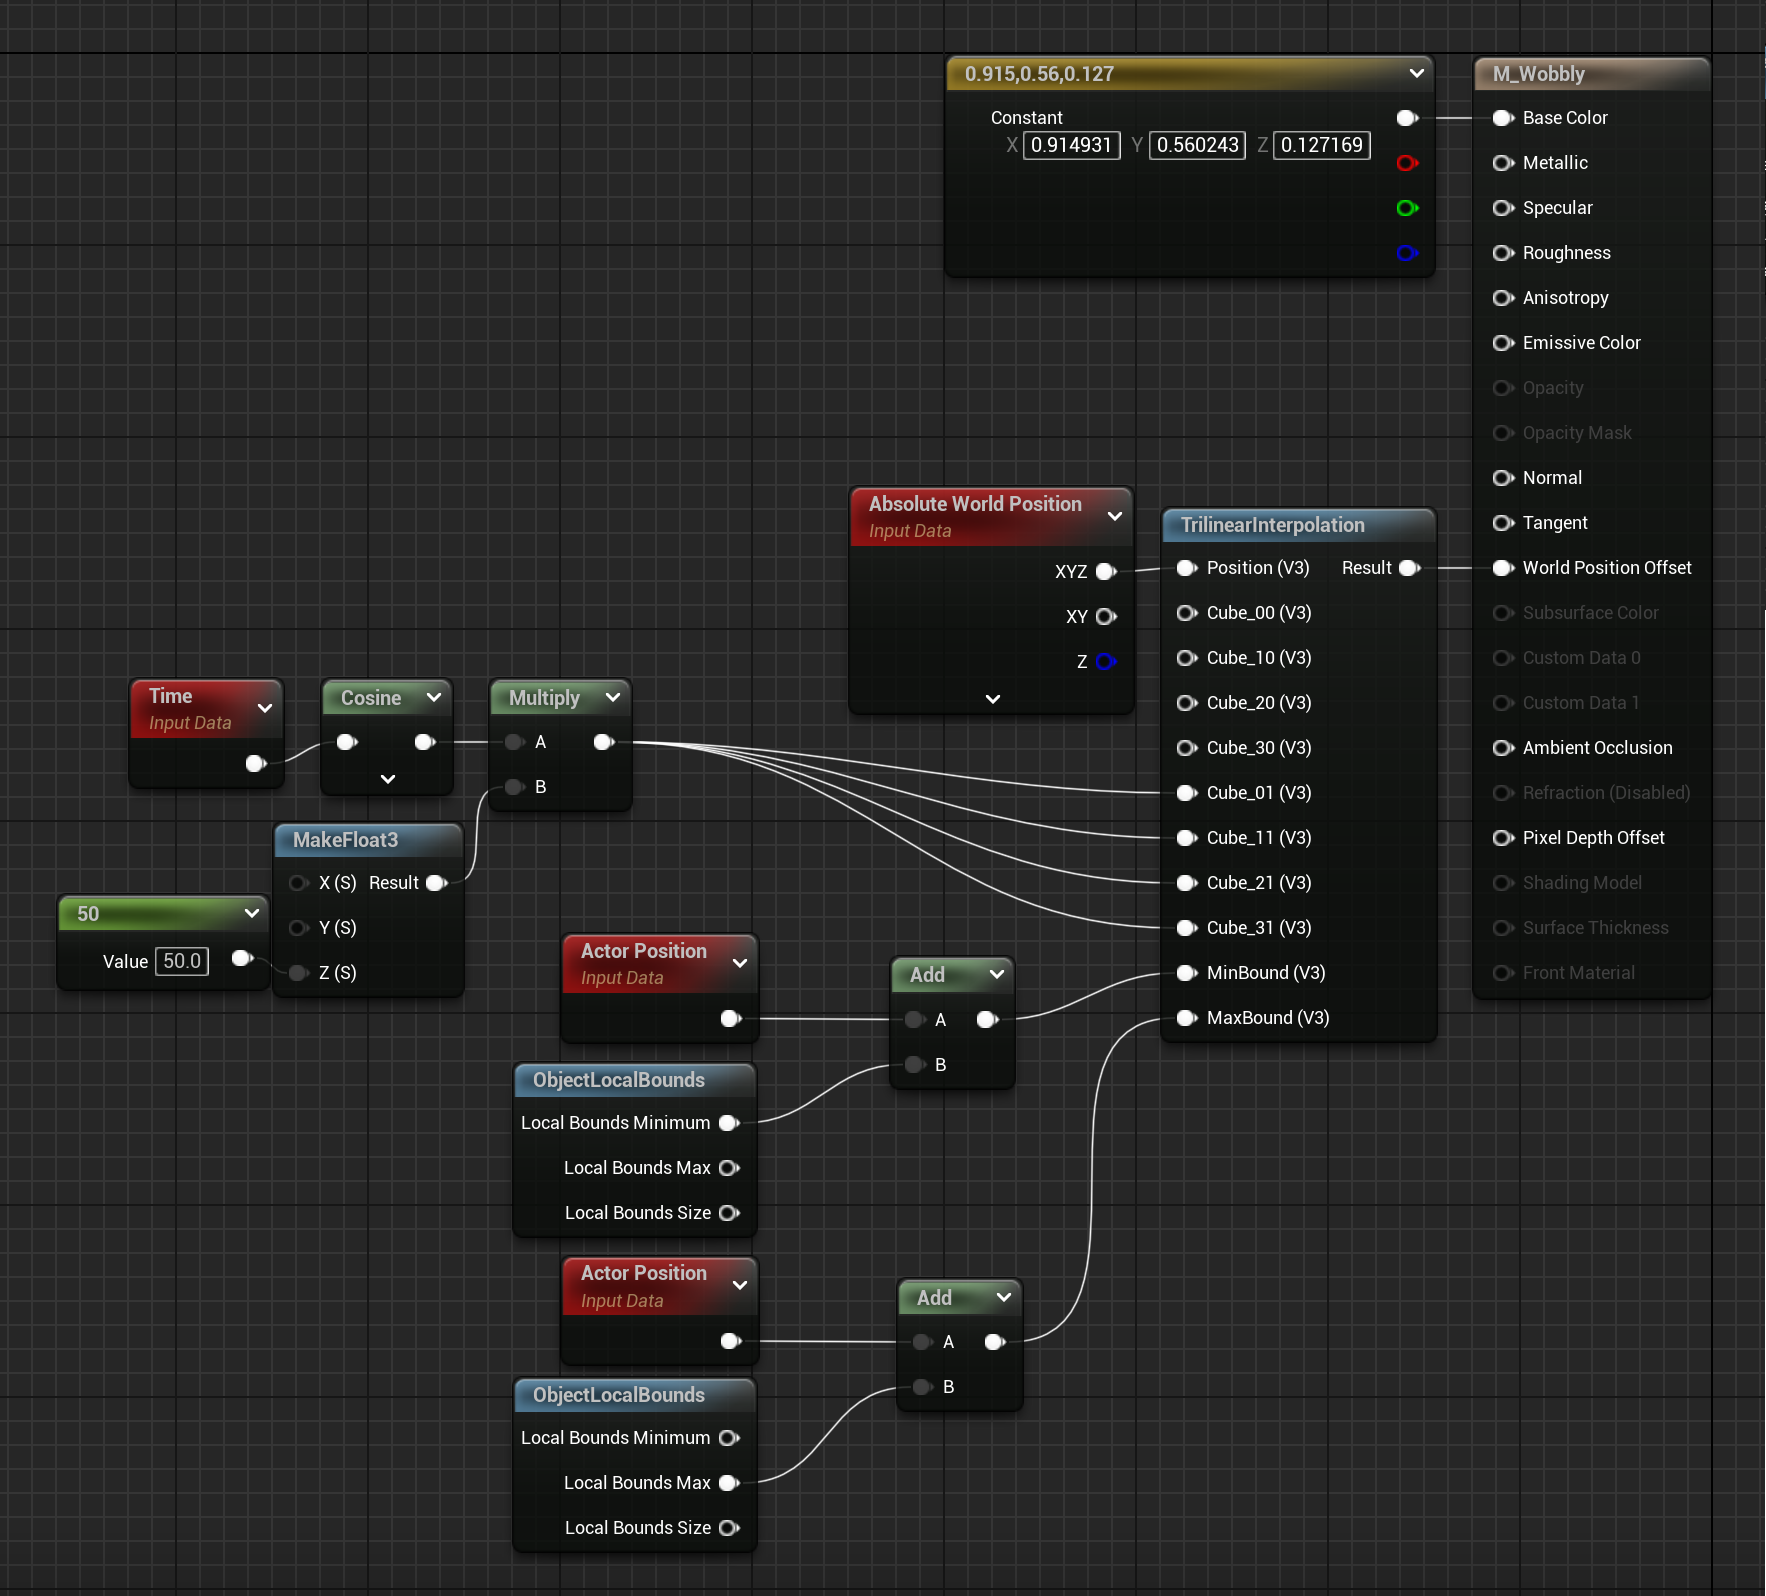 0.915,0.56,0.127
Constant
X 0.914931 Y 0.560243 Z 0.127169
M_Wobbly
Base Color
Metallic
Specular
Roughness
Anisotropy
Emissive Color
Opacity
Opacity Mask
Normal
Tangent
World Position Offset
Subsurface Color
Custom Data 0
Custom Data 1
Ambient Occlusion
Refraction (Disabled)
Pixel Depth Offset
Shading Model
Surface Thickness
Front Material
Absolute World Position
Input Data
XYZ
XY
Z
TrilinearInterpolation
Position (V3) Result
Cube_00 (V3)
Cube_10 (V3)
Cube_20 (V3)
Cube_30 (V3)
Cube_01 (V3)
Cube_11 (V3)
Cube_21 (V3)
Cube_31 (V3)
MinBound (V3)
MaxBound (V3)
Time
Input Data
Cosine
Multiply
A
B
MakeFloat3
X (S) Result
Y (S)
Z (S)
50
Value 50.0
Actor Position
Input Data
Add
A
B
ObjectLocalBounds
Local Bounds Minimum
Local Bounds Max
Local Bounds Size
Actor Position
Input Data
Add
A
B
ObjectLocalBounds
Local Bounds Minimum
Local Bounds Max
Local Bounds Size